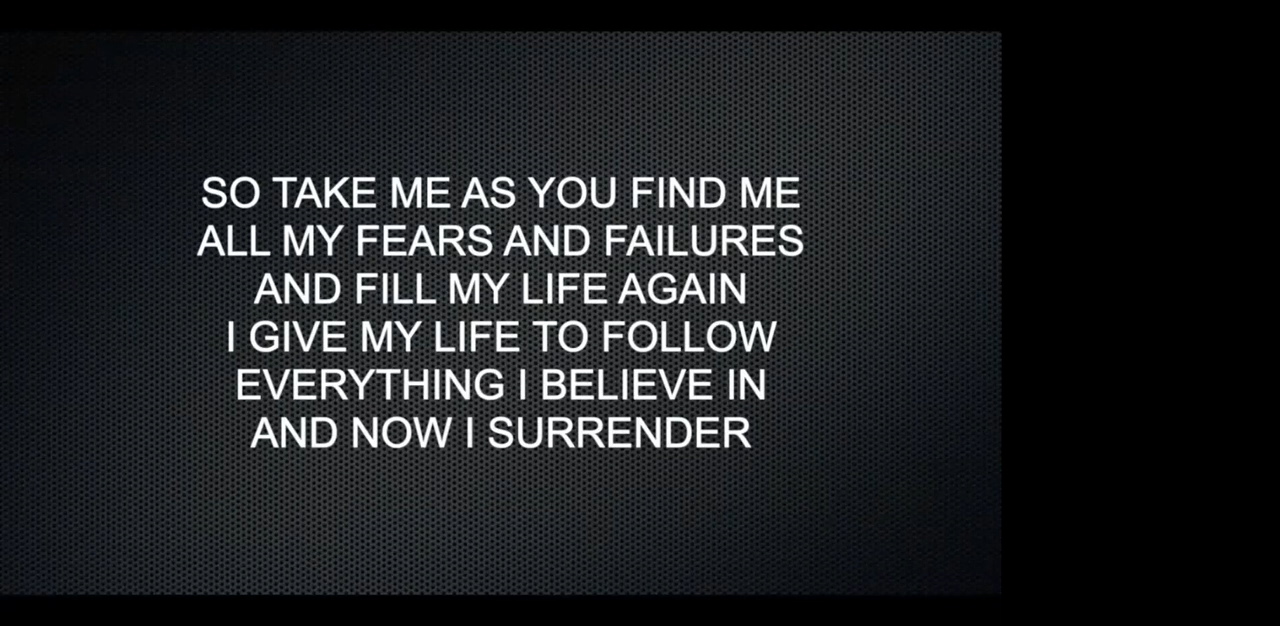 SO TAKE ME AS YOU FIND ME
ALL MY FEARS AND FAILURES
AND FILL MY LIFE AGAIN
I GIVE MY LIFE TO FOLLOW
EVERYTHING I BELIEVE IN
AND NOW I SURRENDER